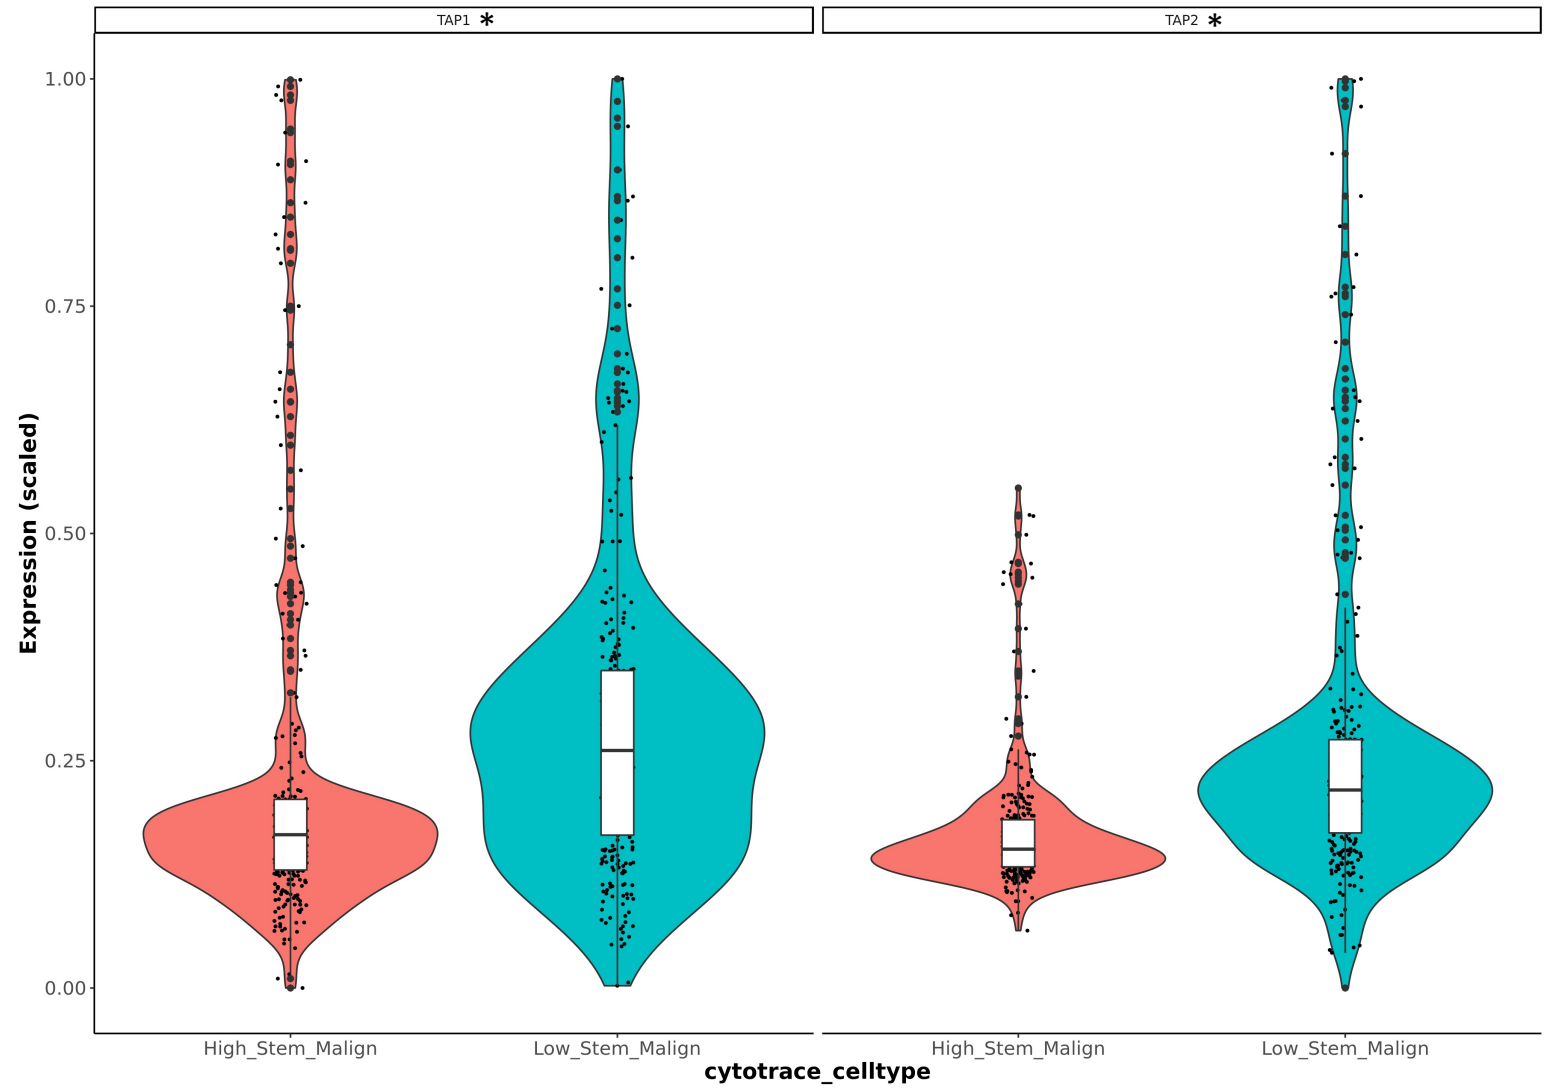 TAP1 *
TAP2 *
1.00
0.75
0.50
0.25
0.00
Expression (scaled)
High_Stem_Malign
Low_Stem_Malign
High_Stem_Malign
Low_Stem_Malign
cytotrace_celltype